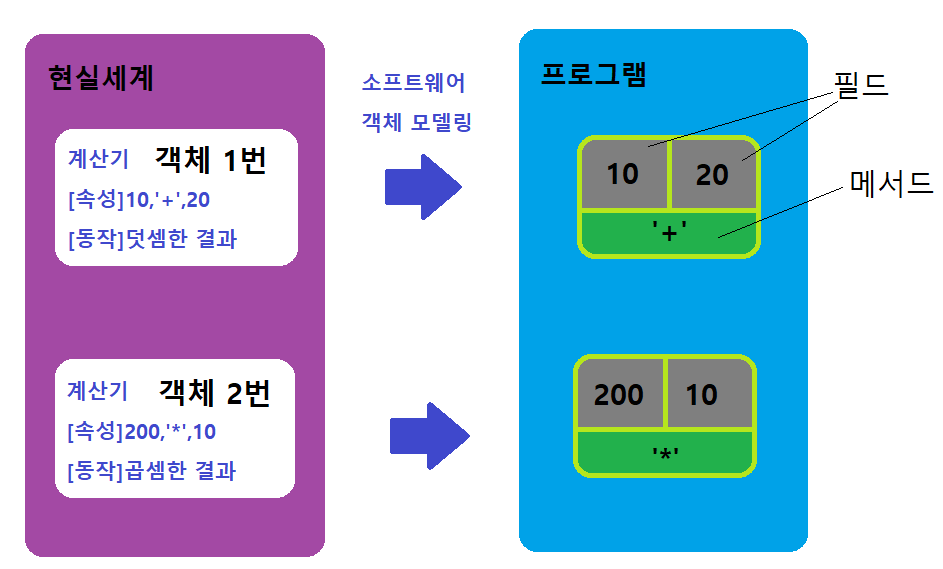 현실세계
계산기 객체 1번
[속성]10,'+',20
[동작]덧셈한 결과
계산기 객체 2번
[속성]200,'*',10
[동작]곱셈한 결과
소프트웨어
객체 모델링
프로그램
10 20
'+'
200 10
'*'
필드
메서드